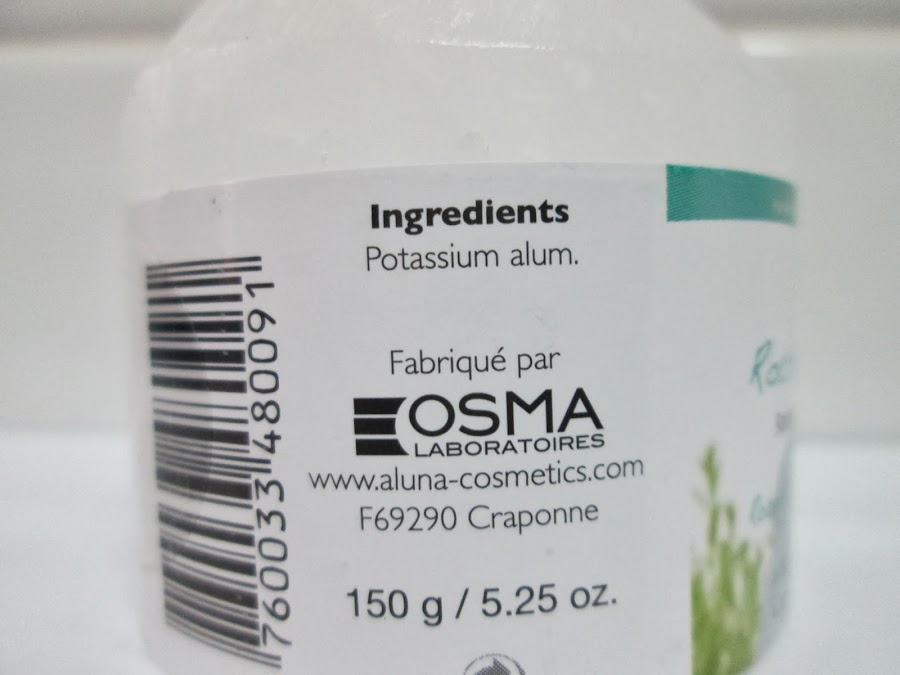 Ingredients
Potassium alum.
Fabriqué par
OSMA
LABORATOIRES
www.aluna-cosmetics.com
F69290 Craponne
150 g / 5.25 oz.
760033480091